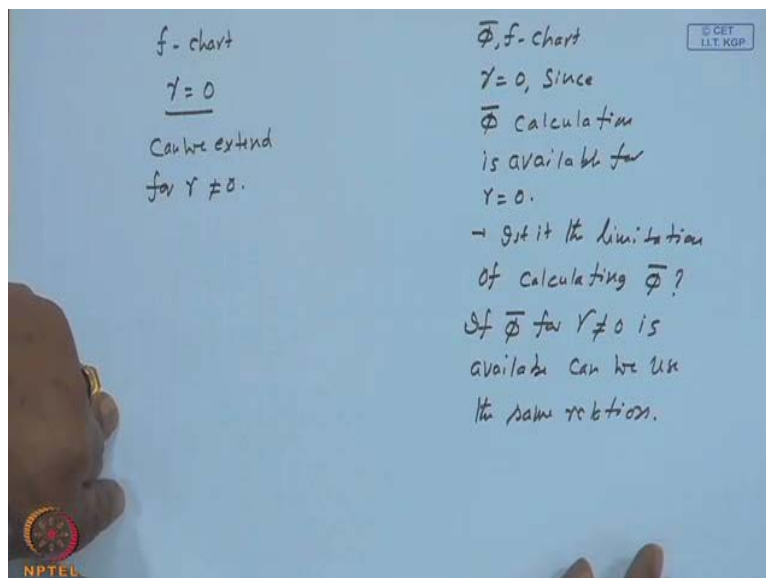 f-chart
γ = 0
Can we extend
for γ ≠ 0.
Φ̅, f-chart
γ = 0, Since
Φ̅ calculation
is available for
γ = 0.
→ Is it the limitation
of calculating Φ̅?
If Φ̅ for γ ≠ 0 is
available can we use
the same relation.
© CET
I.I.T. KGP
NPTEL